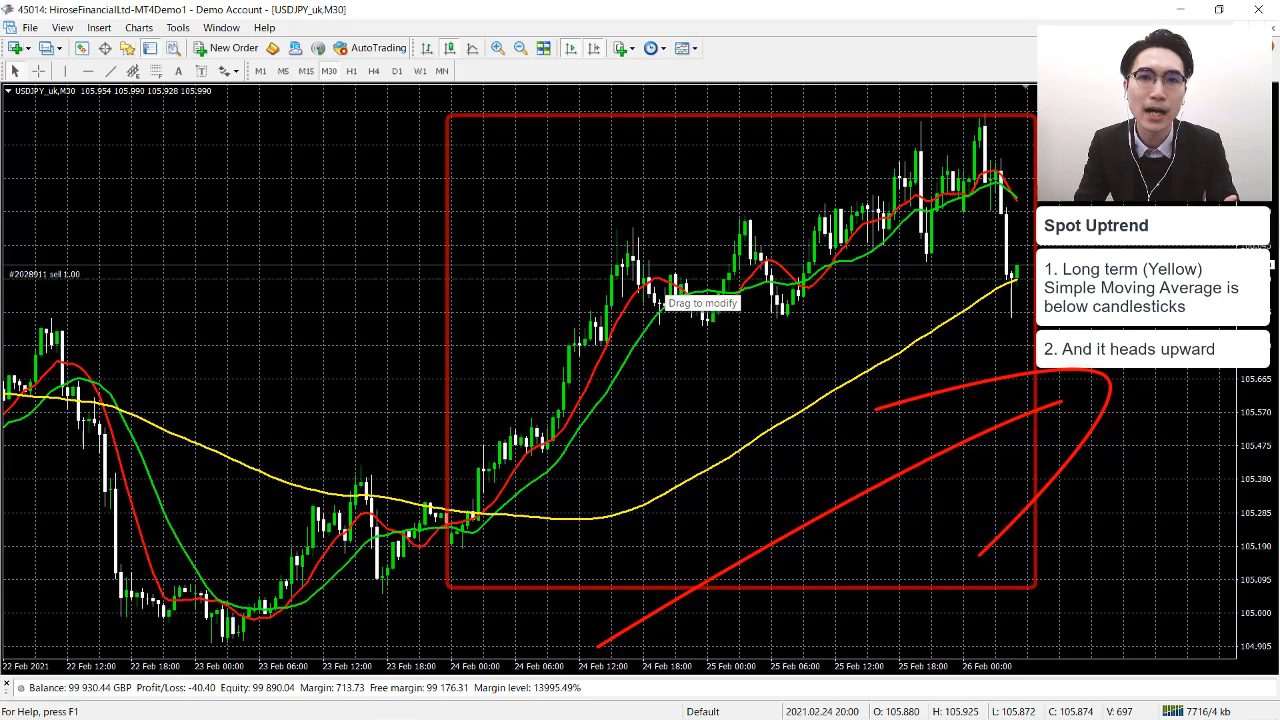 45014: HiroseFinancialLtd-MT4Demo1 - Demo Account - [USDJPY_uk,M30]
File View Insert Charts Tools Window Help
New Order AutoTrading
M1 M5 M15 M30 H1 H4 D1 W1 MN
USDJPY_uk,M30 105.954 105.990 105.928 105.990
Spot Uptrend
#2028911 sell 1.00
1. Long term (Yellow)
Simple Moving Average is
below candlesticks
Drag to modify
2. And it heads upward
105.665
105.570
105.475
105.380
105.285
105.190
105.095
105.000
104.905
22 Feb 2021 22 Feb 12:00 22 Feb 18:00 23 Feb 00:00 23 Feb 06:00 23 Feb 12:00 23 Feb 18:00 24 Feb 00:00 24 Feb 06:00 24 Feb 12:00 24 Feb 18:00 25 Feb 00:00 25 Feb 06:00 25 Feb 12:00 25 Feb 18:00 26 Feb 00:00
Balance: 99 930.44 GBP Profit/Loss: -40.40 Equity: 99 890.04 Margin: 713.73 Free margin: 99 176.31 Margin level: 13995.49%
For Help, press F1 Default 2021.02.24 20:00 O: 105.880 H: 105.925 L: 105.872 C: 105.874 V: 697 7716/4 kb